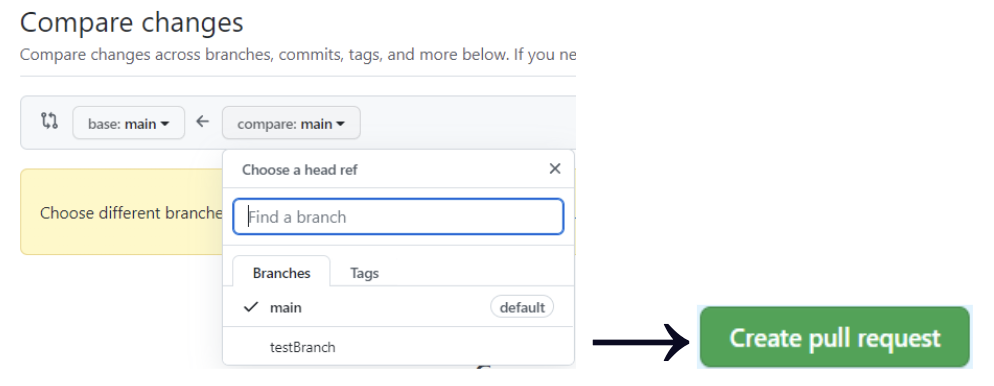 Compare changes
Compare changes across branches, commits, tags, and more below. If you ne
base: main
compare: main
Choose a head ref
Choose different branche
Find a branch
Branches
Tags
main
default
testBranch
Create pull request